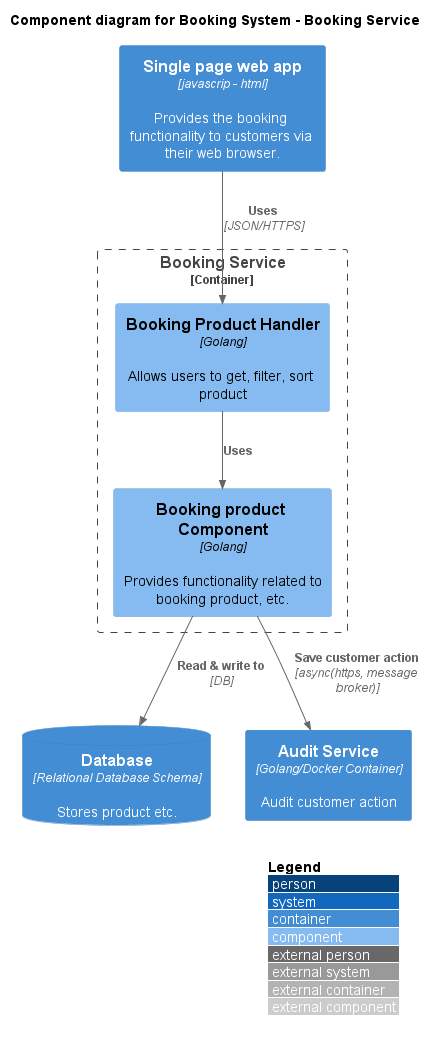 Component diagram for Booking System - Booking Service
Single page web app
[javascrip - html]
Provides the booking
functionality to customers via
their web browser.
Uses
[JSON/HTTPS]
Booking Service
[Container]
Booking Product Handler
[Golang]
Allows users to get, filter, sort
product
Uses
Booking product
Component
[Golang]
Provides functionality related to
booking product, etc.
Read & write to
[DB]
Save customer action
[async(https, message
broker)]
Database
[Relational Database Schema]
Stores product etc.
Audit Service
[Golang/Docker Container]
Audit customer action
Legend
person
system
container
component
external person
external system
external container
external component